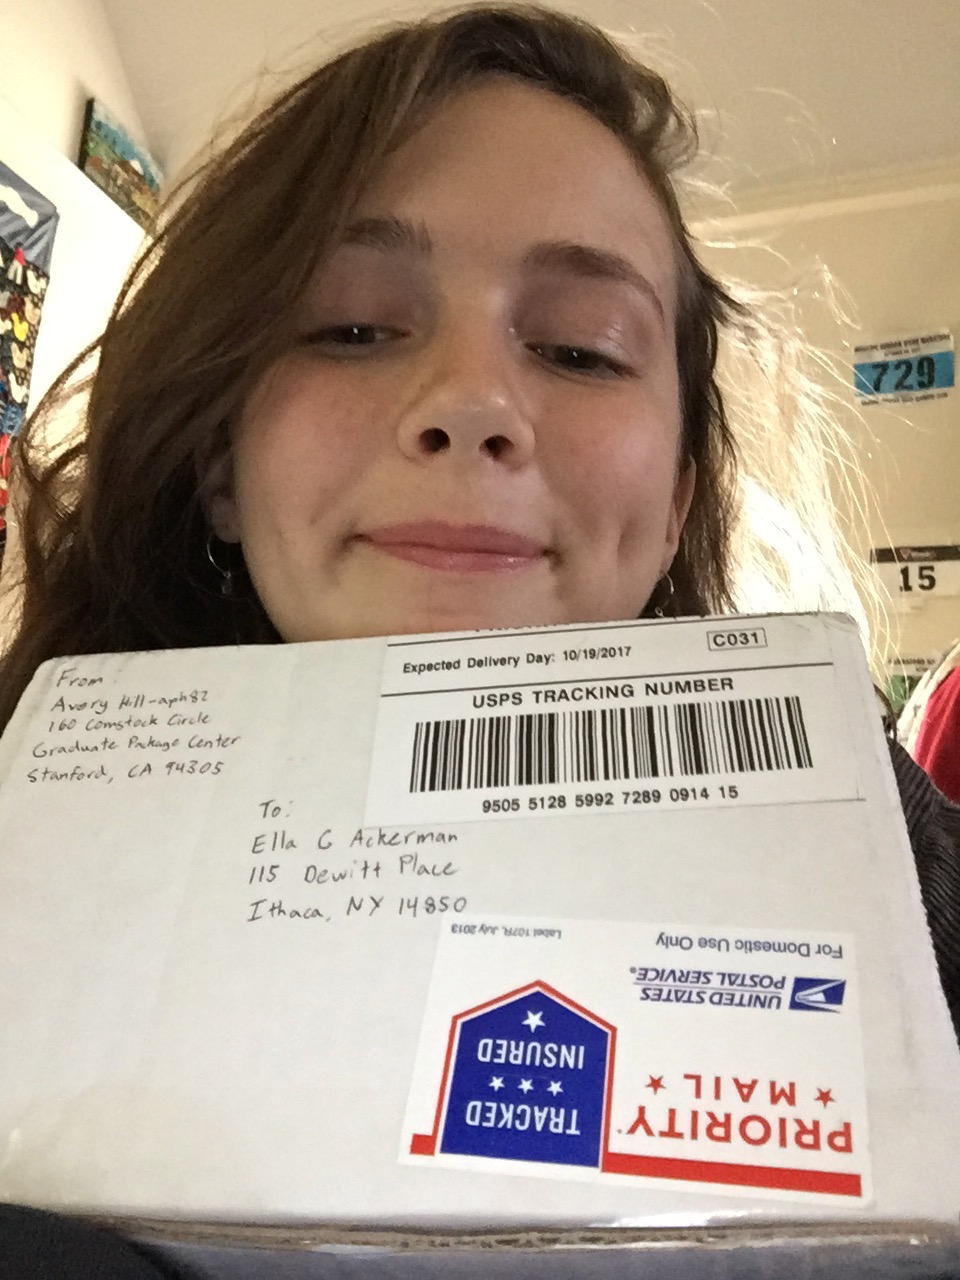 From:
Avery Hill-aph82
160 Comstock Circle
Graduate Package Center
Stanford, CA 94305
Expected Delivery Day: 10/19/2017
C031
USPS TRACKING NUMBER
9505 5128 5992 7289 0914 15
To:
Ella G Ackerman
115 Dewitt Place
Ithaca, NY 14850
PRIORITY
★ MAIL ★
TRACKED
★ ★ ★
INSURED
★
UNITED STATES
POSTAL SERVICE®
For Domestic Use Only
Label 107R, July 2013
729
15